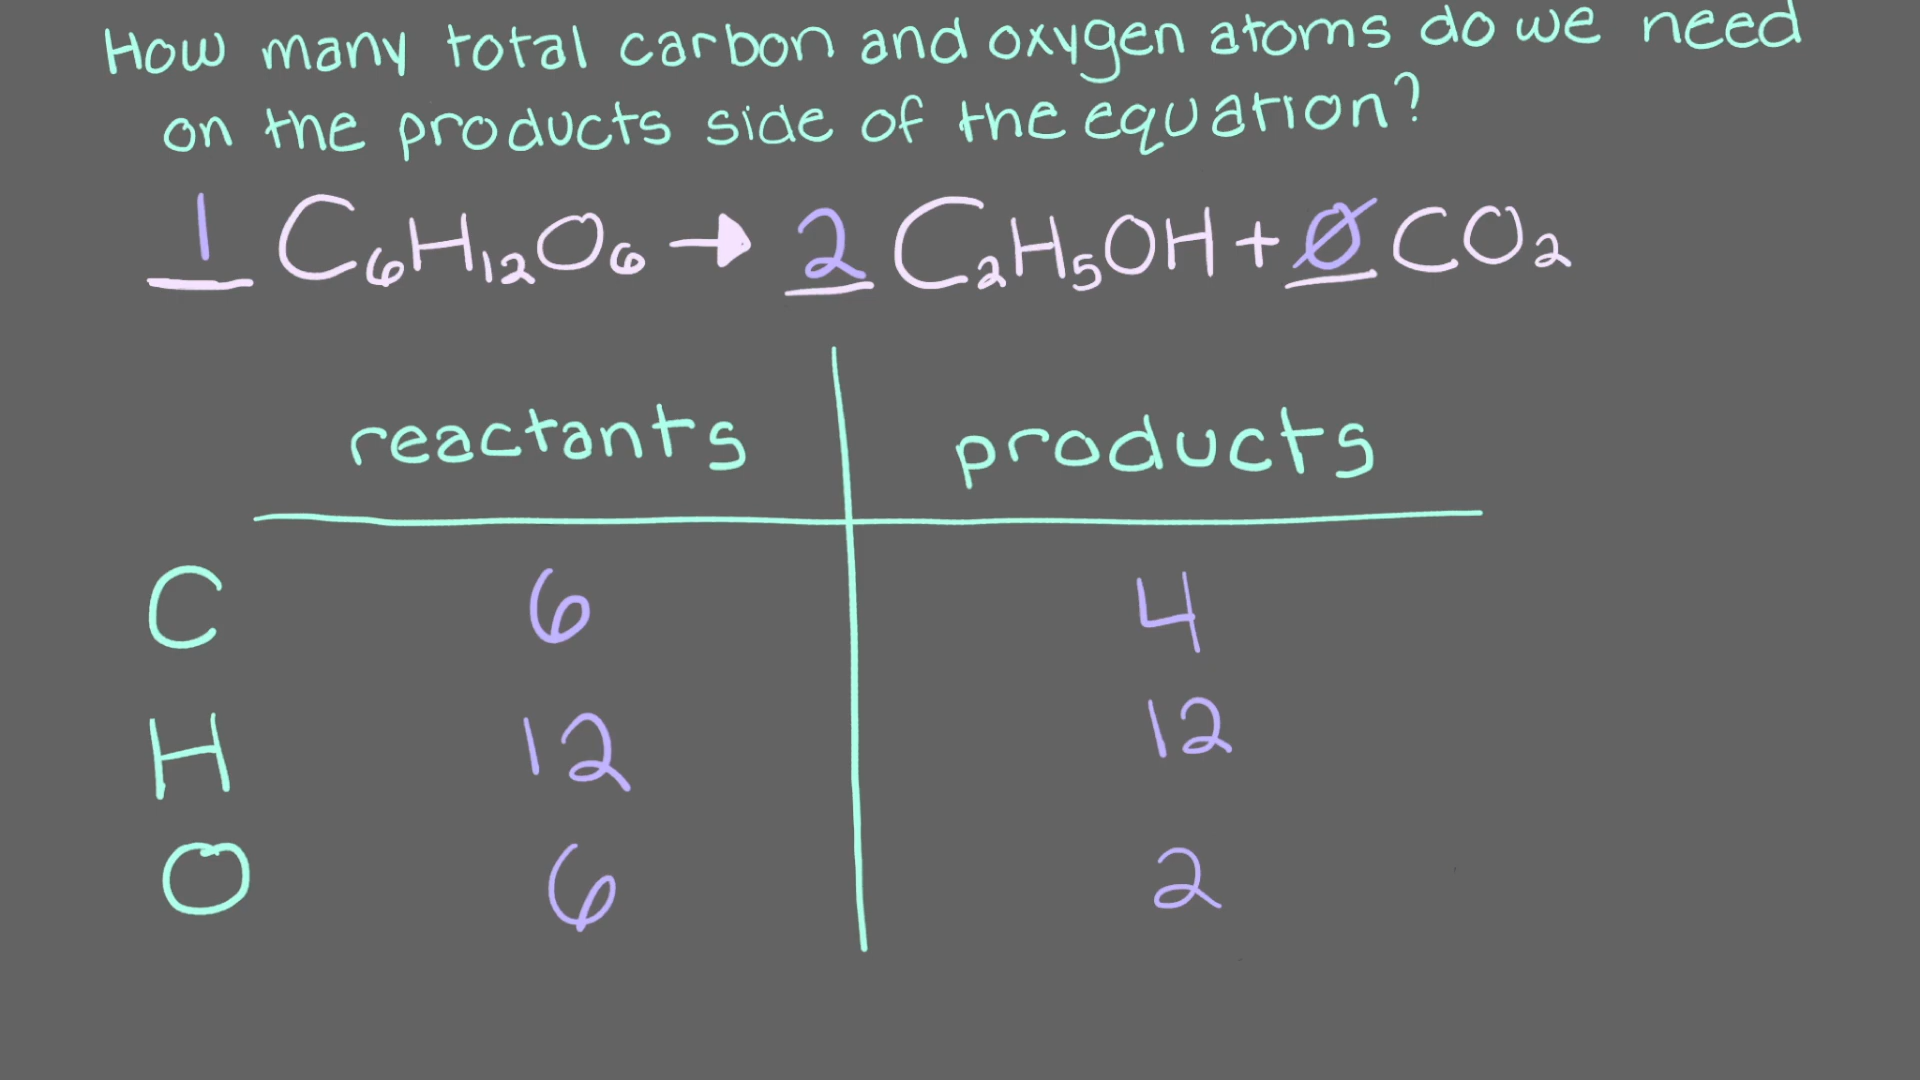 How many total carbon and oxygen atoms do we need
on the products side of the equation?
1 C₆H₁₂O₆ → 2 C₂H₅OH + 0 CO₂
reactants products
C 6 4
H 12 12
O 6 2